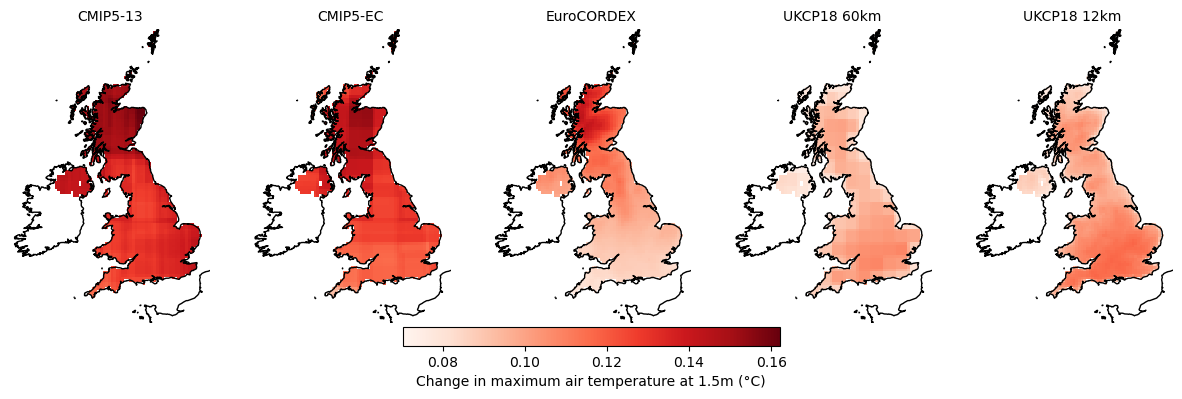 CMIP5-13 CMIP5-EC EuroCORDEX UKCP18 60km UKCP18 12km
0.08 0.10 0.12 0.14 0.16
Change in maximum air temperature at 1.5m (°C)